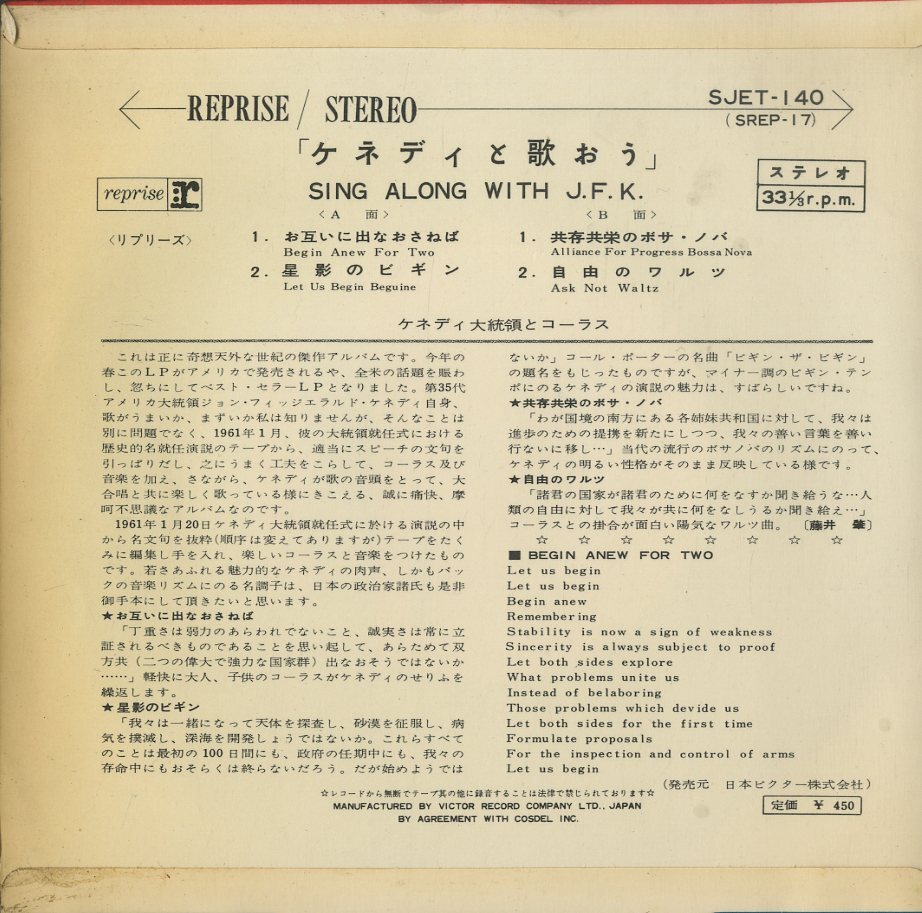 REPRISE / STEREO
SJET-140
(SREP-17)
「ケネディと歌おう」
SING ALONG WITH J.F.K.
ステレオ
33⅓r.p.m.
reprise r
〈リプリーズ〉
〈A 面〉
1. お互いに出なおさねば
Begin Anew For Two
2. 星影のビギン
Let Us Begin Beguine
〈B 面〉
1. 共存共栄のボサ・ノバ
Alliance For Progress Bossa Nova
2. 自由のワルツ
Ask Not Waltz
ケネディ大統領とコーラス
これは正に奇想天外な世紀の傑作アルバムです。今年の
春このLPがアメリカで発売されるや、全米の話題を賑わ
し、忽ちにしてベスト・セラーLPとなりました。第35代
アメリカ大統領ジョン・フィッジエラルド・ケネディ自身、
歌がうまいか、まずいか私は知りませんが、そんなことは
別に問題でなく、1961年1月、彼の大統領就任式における
歴史的名就任演説のテープから、適当にスピーチの文句を
引っぱりだし、之にうまく工夫をこらして、コーラス及び
音楽を加え、さながら、ケネディが歌の音頭をとって、大
合唱と共に楽しく歌っている様にきこえる、誠に痛快、摩
呵不思議なアルバムなのです。
1961年1月20日ケネディ大統領就任式に於ける演説の中
から名文句を抜粋(順序は変えてありますが)テープをたく
みに編集し手を入れ、楽しいコーラスと音楽をつけたもの
です。若さあふれる魅力的なケネディの肉声、しかもバッ
クの音楽リズムにのる名調子は、日本の政治家諸氏も是非
御手本にして頂きたいと思います。
★お互いに出なおさねば
「丁重さは弱力のあらわれでないこと、誠実さは常に立
証されるべきものであることを思い起して、あらためて双
方共(二つの偉大で強力な国家群)出なおそうではないか
……」軽快に大人、子供のコーラスがケネディのせりふを
繰返します。
★星影のビギン
「我々は一緒になって天体を探査し、砂漠を征服し、病
気を撲滅し、深海を開発しようではないか。これらすべて
のことは最初の100日間にも、政府の任期中にも、我々の
存命中にもおそらくは終らないだろう。だが始めようでは
ないか」コール・ポーターの名曲「ビギン・ザ・ビギン」
の題名をもじったものですが、マイナー調のビギン・テン
ポにのるケネディの演説の魅力は、すばらしいですね。
★共存共栄のボサ・ノバ
「わが国境の南方にある各姉妹共和国に対して、我々は
進歩のための提携を新たにしつつ、我々の善い言葉を善い
行ないに移し…」当代の流行のボサノバのリズムにのって、
ケネディの明るい性格がそのまま反映している様です。
★自由のワルツ
「諸君の国家が諸君のために何をなすか聞き給うな…人
類の自由に対して我々が共に何をなしうるか聞き給え…」
コーラスとの掛合が面白い陽気なワルツ曲。 〔藤井 肇〕
☆ ☆ ☆ ☆ ☆ ☆ ☆ ☆
■ BEGIN ANEW FOR TWO
Let us begin
Let us begin
Begin anew
Remembering
Stability is now a sign of weakness
Sincerity is always subject to proof
Let both sides explore
What problems unite us
Instead of belaboring
Those problems which devide us
Let both sides for the first time
Formulate proposals
For the inspection and control of arms
Let us begin
(発売元 日本ビクター株式会社)
☆レコードから無断でテープ其の他に録音することは法律で禁じられております☆
MANUFACTURED BY VICTOR RECORD COMPANY LTD., JAPAN
BY AGREEMENT WITH COSDEL INC.
定価 ¥ 450